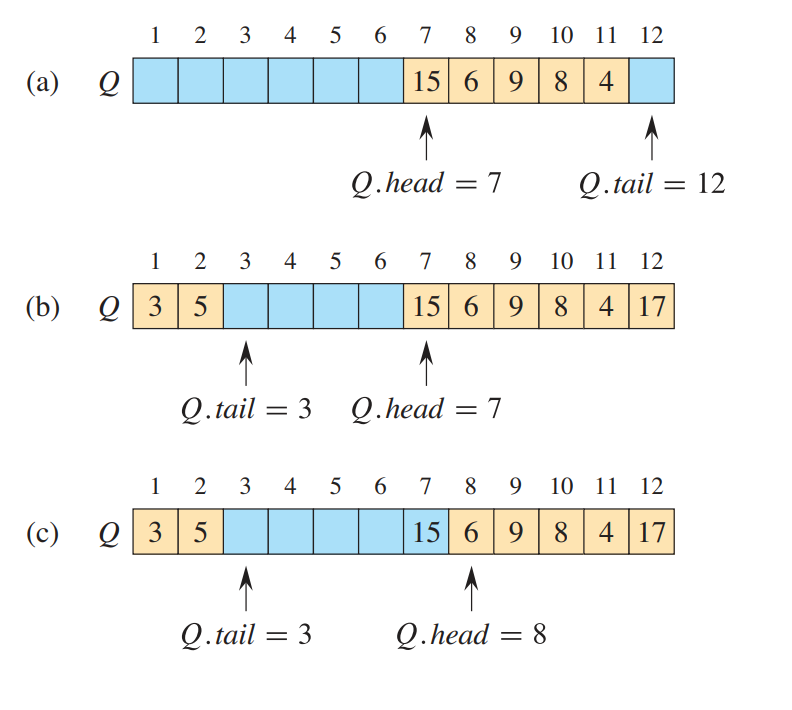 1 2 3 4 5 6 7 8 9 10 11 12
(a) Q 15 6 9 8 4
Q.head = 7 Q.tail = 12
1 2 3 4 5 6 7 8 9 10 11 12
(b) Q 3 5 15 6 9 8 4 17
Q.tail = 3 Q.head = 7
1 2 3 4 5 6 7 8 9 10 11 12
(c) Q 3 5 15 6 9 8 4 17
Q.tail = 3 Q.head = 8